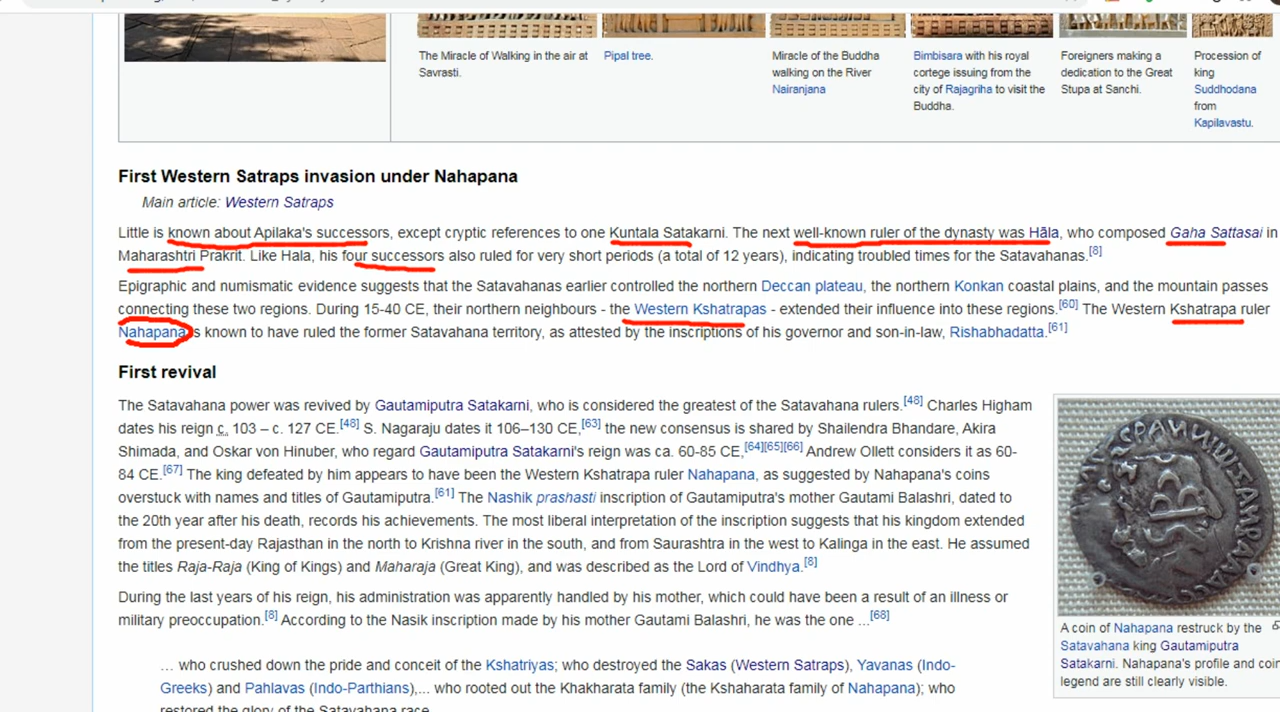 The Miracle of Walking in the air at
Savrasti.
Pipal tree.
Miracle of the Buddha
walking on the River
Nairanjana
Bimbisara with his royal
cortege issuing from the
city of Rajagriha to visit the
Buddha.
Foreigners making a
dedication to the Great
Stupa at Sanchi.
Procession of
king
Suddhodana
from
Kapilavastu.
First Western Satraps invasion under Nahapana
Main article: Western Satraps
Little is known about Apilaka's successors, except cryptic references to one Kuntala Satakarni. The next well-known ruler of the dynasty was Hāla, who composed Gaha Sattasai in
Maharashtri Prakrit. Like Hala, his four successors also ruled for very short periods (a total of 12 years), indicating troubled times for the Satavahanas.[8]
Epigraphic and numismatic evidence suggests that the Satavahanas earlier controlled the northern Deccan plateau, the northern Konkan coastal plains, and the mountain passes
connecting these two regions. During 15-40 CE, their northern neighbours - the Western Kshatrapas - extended their influence into these regions.[60] The Western Kshatrapa ruler
Nahapana is known to have ruled the former Satavahana territory, as attested by the inscriptions of his governor and son-in-law, Rishabhadatta.[61]
First revival
The Satavahana power was revived by Gautamiputra Satakarni, who is considered the greatest of the Satavahana rulers.[48] Charles Higham
dates his reign c. 103 – c. 127 CE.[48] S. Nagaraju dates it 106–130 CE,[63] the new consensus is shared by Shailendra Bhandare, Akira
Shimada, and Oskar von Hinuber, who regard Gautamiputra Satakarni's reign was ca. 60-85 CE,[64][65][66] Andrew Ollett considers it as 60-
84 CE.[67] The king defeated by him appears to have been the Western Kshatrapa ruler Nahapana, as suggested by Nahapana's coins
overstuck with names and titles of Gautamiputra.[61] The Nashik prashasti inscription of Gautamiputra's mother Gautami Balashri, dated to
the 20th year after his death, records his achievements. The most liberal interpretation of the inscription suggests that his kingdom extended
from the present-day Rajasthan in the north to Krishna river in the south, and from Saurashtra in the west to Kalinga in the east. He assumed
the titles Raja-Raja (King of Kings) and Maharaja (Great King), and was described as the Lord of Vindhya.[8]
During the last years of his reign, his administration was apparently handled by his mother, which could have been a result of an illness or
military preoccupation.[8] According to the Nasik inscription made by his mother Gautami Balashri, he was the one ...[68]
... who crushed down the pride and conceit of the Kshatriyas; who destroyed the Sakas (Western Satraps), Yavanas (Indo-
Greeks) and Pahlavas (Indo-Parthians),... who rooted out the Khakharata family (the Kshaharata family of Nahapana); who
restored the glory of the Satavahana race
A coin of Nahapana restruck by the
Satavahana king Gautamiputra
Satakarni. Nahapana's profile and coin
legend are still clearly visible.